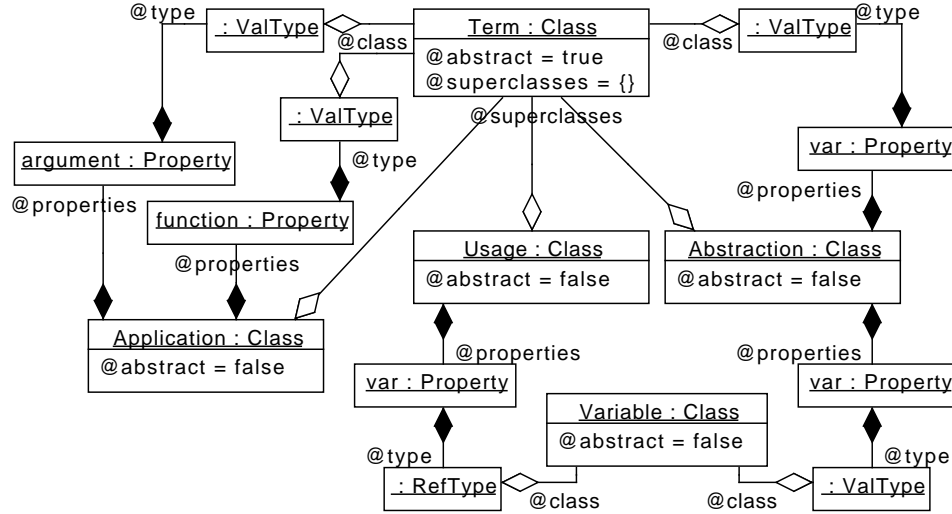 @type
: ValType
@class
Term : Class
@abstract = true
@superclasses = {}
@class
: ValType
@type
: ValType
@superclasses
@type
argument : Property
@properties
function : Property
@properties
var : Property
@properties
Usage : Class
@abstract = false
Abstraction : Class
@abstract = false
Application : Class
@abstract = false
@properties
@properties
var : Property
Variable : Class
@abstract = false
var : Property
@type
: RefType
@class
@class
: ValType
@type